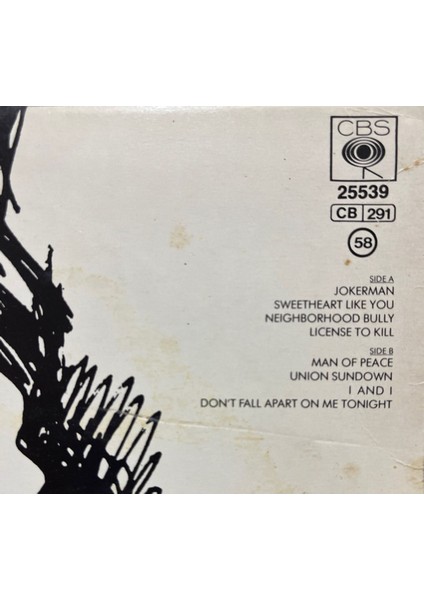 CBS
25539
CB 291
58
SIDE A
JOKERMAN
SWEETHEART LIKE YOU
NEIGHBORHOOD BULLY
LICENSE TO KILL
SIDE B
MAN OF PEACE
UNION SUNDOWN
I AND I
DON'T FALL APART ON ME TONIGHT